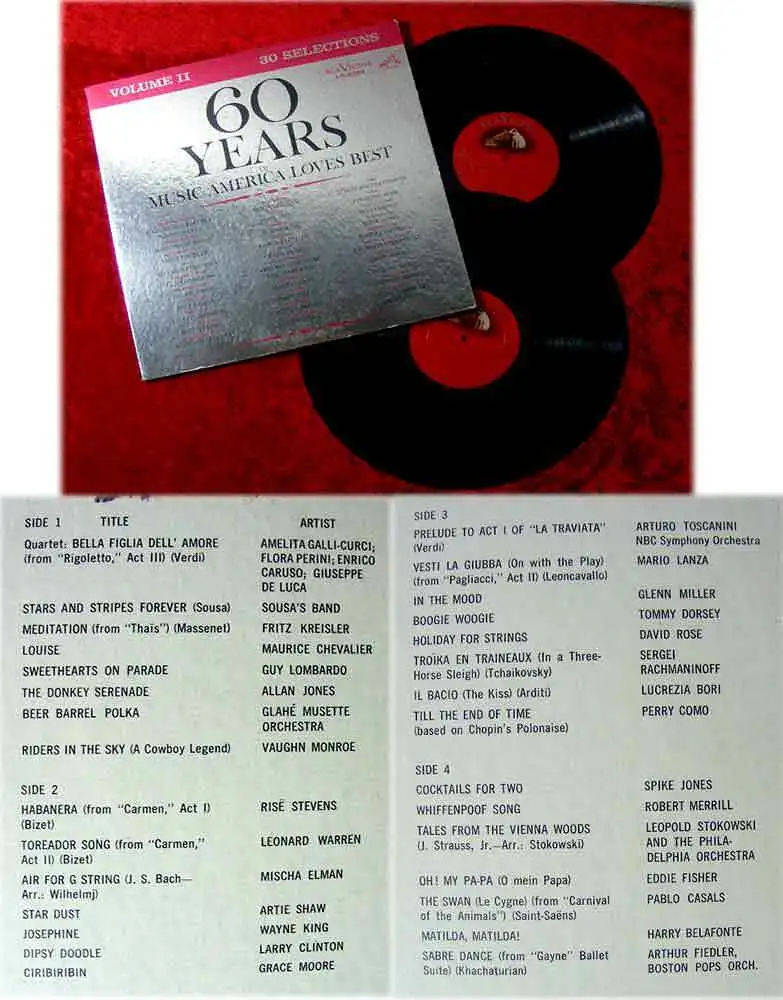 VOLUME II 30 SELECTIONS
60
YEARS
MUSIC AMERICA LOVES BEST
SIDE 1 TITLE ARTIST
Quartet: BELLA FIGLIA DELL' AMORE AMELITA GALLI-CURCI;
(from "Rigoletto," Act III) (Verdi) FLORA PERINI; ENRICO
CARUSO; GIUSEPPE
DE LUCA
STARS AND STRIPES FOREVER (Sousa) SOUSA'S BAND
MEDITATION (from "Thaïs") (Massenet) FRITZ KREISLER
LOUISE MAURICE CHEVALIER
SWEETHEARTS ON PARADE GUY LOMBARDO
THE DONKEY SERENADE ALLAN JONES
BEER BARREL POLKA GLAHÉ MUSETTE
ORCHESTRA
RIDERS IN THE SKY (A Cowboy Legend) VAUGHN MONROE
SIDE 2
HABANERA (from "Carmen," Act I) RISË STEVENS
(Bizet)
TOREADOR SONG (from "Carmen," LEONARD WARREN
Act II) (Bizet)
AIR FOR G STRING (J. S. Bach— MISCHA ELMAN
Arr.: Wilhelmj)
STAR DUST ARTIE SHAW
JOSEPHINE WAYNE KING
DIPSY DOODLE LARRY CLINTON
CIRIBIRIBIN GRACE MOORE
SIDE 3
PRELUDE TO ACT I OF "LA TRAVIATA" ARTURO TOSCANINI
(Verdi) NBC Symphony Orchestra
VESTI LA GIUBBA (On with the Play) MARIO LANZA
(from "Pagliacci," Act II) (Leoncavallo)
IN THE MOOD GLENN MILLER
BOOGIE WOOGIE TOMMY DORSEY
HOLIDAY FOR STRINGS DAVID ROSE
TROÏKA EN TRAINEAUX (In a Three- SERGEI
Horse Sleigh) (Tchaikovsky) RACHMANINOFF
IL BACIO (The Kiss) (Arditi) LUCREZIA BORI
TILL THE END OF TIME PERRY COMO
(based on Chopin's Polonaise)
SIDE 4
COCKTAILS FOR TWO SPIKE JONES
WHIFFENPOOF SONG ROBERT MERRILL
TALES FROM THE VIENNA WOODS LEOPOLD STOKOWSKI
(J. Strauss, Jr.—Arr.: Stokowski) AND THE PHILA-
DELPHIA ORCHESTRA
OH! MY PA-PA (O mein Papa) EDDIE FISHER
THE SWAN (Le Cygne) (from "Carnival PABLO CASALS
of the Animals") (Saint-Saëns)
MATILDA, MATILDA! HARRY BELAFONTE
SABRE DANCE (from "Gayne" Ballet ARTHUR FIEDLER,
Suite) (Khachaturian) BOSTON POPS ORCH.